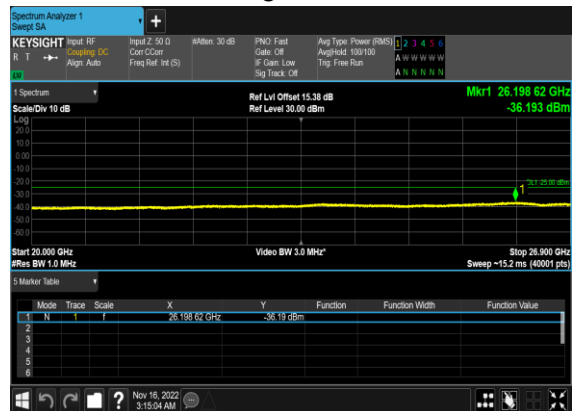 Spectrum Analyzer 1
Swept SA
+
KEYSIGHT Input: RF Input Z: 50 Ω #Atten: 30 dB PNO: Fast Avg Type: Power (RMS) 1 2 3 4 5 6
R T Coupling: DC Corr CCorr Gate: Off Avg|Hold: 100/100 A W W W W W
Align: Auto Freq Ref: Int (S) IF Gain: Low Trig: Free Run
Sig Track: Off A N N N N N
LW
1 Spectrum Ref Lvl Offset 15.38 dB Mkr1 26.198 62 GHz
Scale/Div 10 dB Ref Level 30.00 dBm -36.193 dBm
Log
20.0
10.0
0.00
-10.0
-20.0
DL1 -25.00 dBm
1
-30.0
-40.0
-50.0
-60.0
Start 20.000 GHz Video BW 3.0 MHz* Stop 26.900 GHz
#Res BW 1.0 MHz Sweep ~15.2 ms (40001 pts)
5 Marker Table
Mode Trace Scale X Y Function Function Width Function Value
1 N 1 f 26.198 62 GHz -36.19 dBm
2
3
4
5
6
? Nov 16, 2022
3:15:04 AM